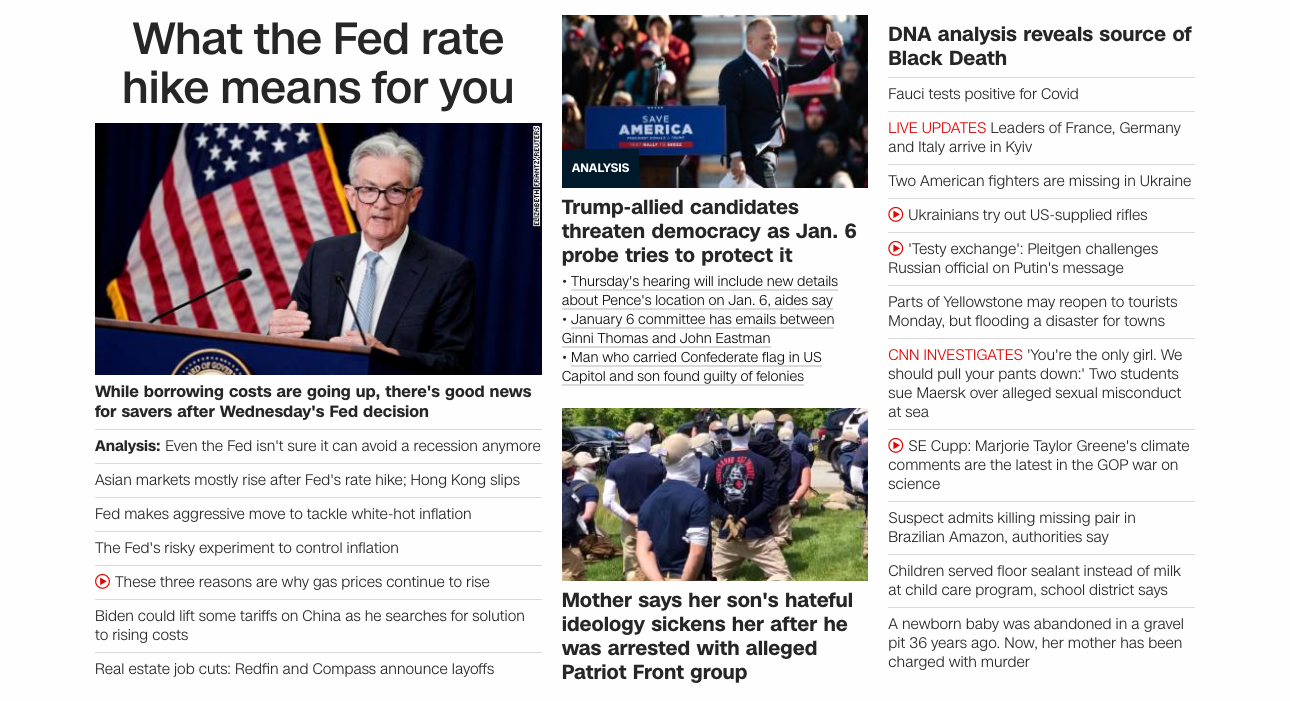 What the Fed rate
hike means for you
ELIZABETH FRANTZ/REUTERS
While borrowing costs are going up, there's good news
for savers after Wednesday's Fed decision
Analysis: Even the Fed isn't sure it can avoid a recession anymore
Asian markets mostly rise after Fed's rate hike; Hong Kong slips
Fed makes aggressive move to tackle white-hot inflation
The Fed's risky experiment to control inflation
These three reasons are why gas prices continue to rise
Biden could lift some tariffs on China as he searches for solution
to rising costs
Real estate job cuts: Redfin and Compass announce layoffs
SAVE
AMERICA
ANALYSIS
Trump-allied candidates
threaten democracy as Jan. 6
probe tries to protect it
• Thursday's hearing will include new details
about Pence's location on Jan. 6, aides say
• January 6 committee has emails between
Ginni Thomas and John Eastman
• Man who carried Confederate flag in US
Capitol and son found guilty of felonies
Mother says her son's hateful
ideology sickens her after he
was arrested with alleged
Patriot Front group
DNA analysis reveals source of
Black Death
Fauci tests positive for Covid
LIVE UPDATES Leaders of France, Germany
and Italy arrive in Kyiv
Two American fighters are missing in Ukraine
Ukrainians try out US-supplied rifles
'Testy exchange': Pleitgen challenges
Russian official on Putin's message
Parts of Yellowstone may reopen to tourists
Monday, but flooding a disaster for towns
CNN INVESTIGATES 'You're the only girl. We
should pull your pants down:' Two students
sue Maersk over alleged sexual misconduct
at sea
SE Cupp: Marjorie Taylor Greene's climate
comments are the latest in the GOP war on
science
Suspect admits killing missing pair in
Brazilian Amazon, authorities say
Children served floor sealant instead of milk
at child care program, school district says
A newborn baby was abandoned in a gravel
pit 36 years ago. Now, her mother has been
charged with murder